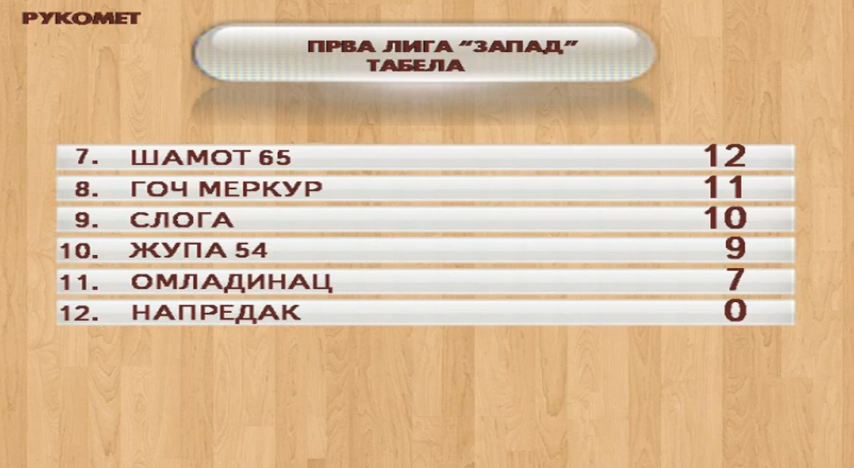 РУКОМЕТ
ПРВА ЛИГА "ЗАПАД"
ТАБЕЛА
7. ШАМОТ 65 12
8. ГОЧ МЕРКУР 11
9. СЛОГА 10
10. ЖУПА 54 9
11. ОМЛАДИНАЦ 7
12. НАПРЕДАК 0